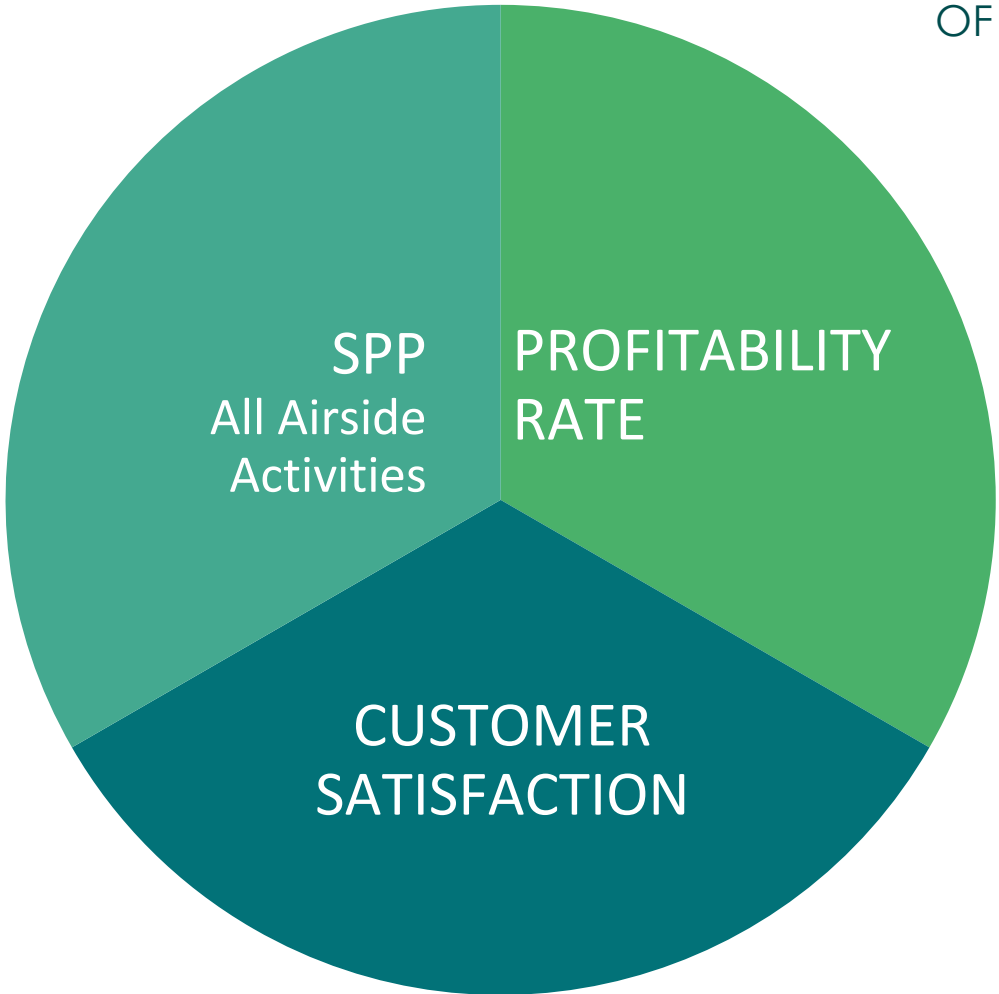 OF
SPP
All Airside
Activities
PROFITABILITY
RATE
CUSTOMER
SATISFACTION